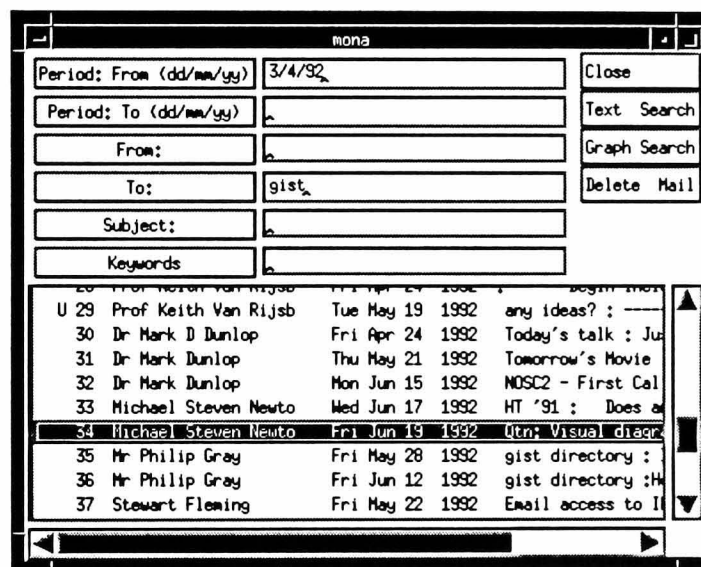 mona
Period: From (dd/mm/yy) 3/4/92 Close
Period: To (dd/mm/yy) Text Search
From: Graph Search
To: gist Delete Mail
Subject:
Keywords
U 29 Prof Keith Van Rijsb Tue May 19 1992 any ideas? : ----
30 Dr Mark D Dunlop Fri Apr 24 1992 Today's talk : Ju
31 Dr Mark Dunlop Thu May 21 1992 Tomorrow's Movie
32 Dr Mark Dunlop Mon Jun 15 1992 NOSC2 - First Cal
33 Michael Steven Newto Wed Jun 17 1992 HT '91 : Does a
34 Michael Steven Newto Fri Jun 19 1992 Qtn: Visual diagr
35 Mr Philip Gray Fri May 28 1992 gist directory :
36 Mr Philip Gray Fri Jun 12 1992 gist directory :
37 Stewart Fleming Fri May 22 1992 Email access to